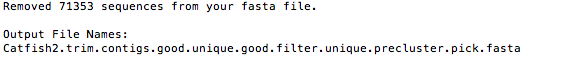 Removed 71353 sequences from your fasta file.
Output File Names:
Catfish2.trim.contigs.good.unique.good.filter.unique.precluster.pick.fasta